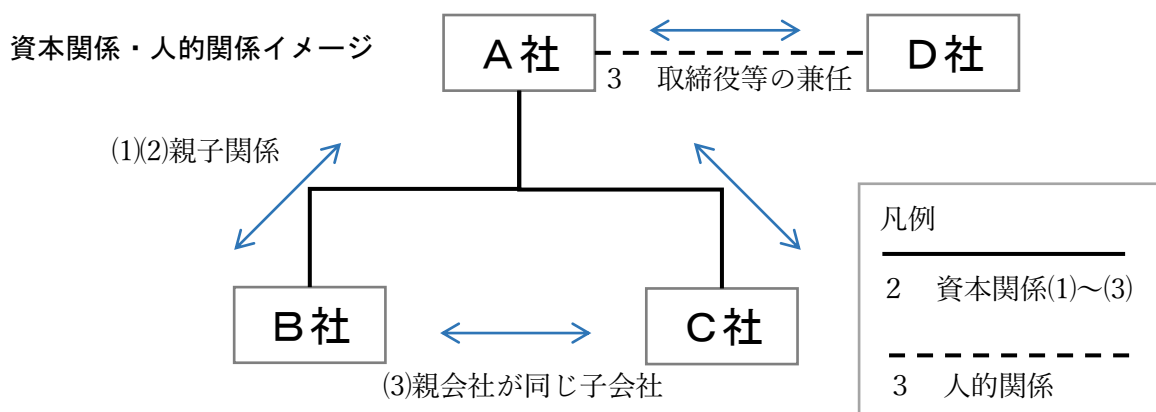 資本関係・人的関係イメージ
A社
D社
3 取締役等の兼任
⑴⑵親子関係
凡例
2 資本関係⑴~⑶
B社
C社
⑶親会社が同じ子会社
3 人的関係